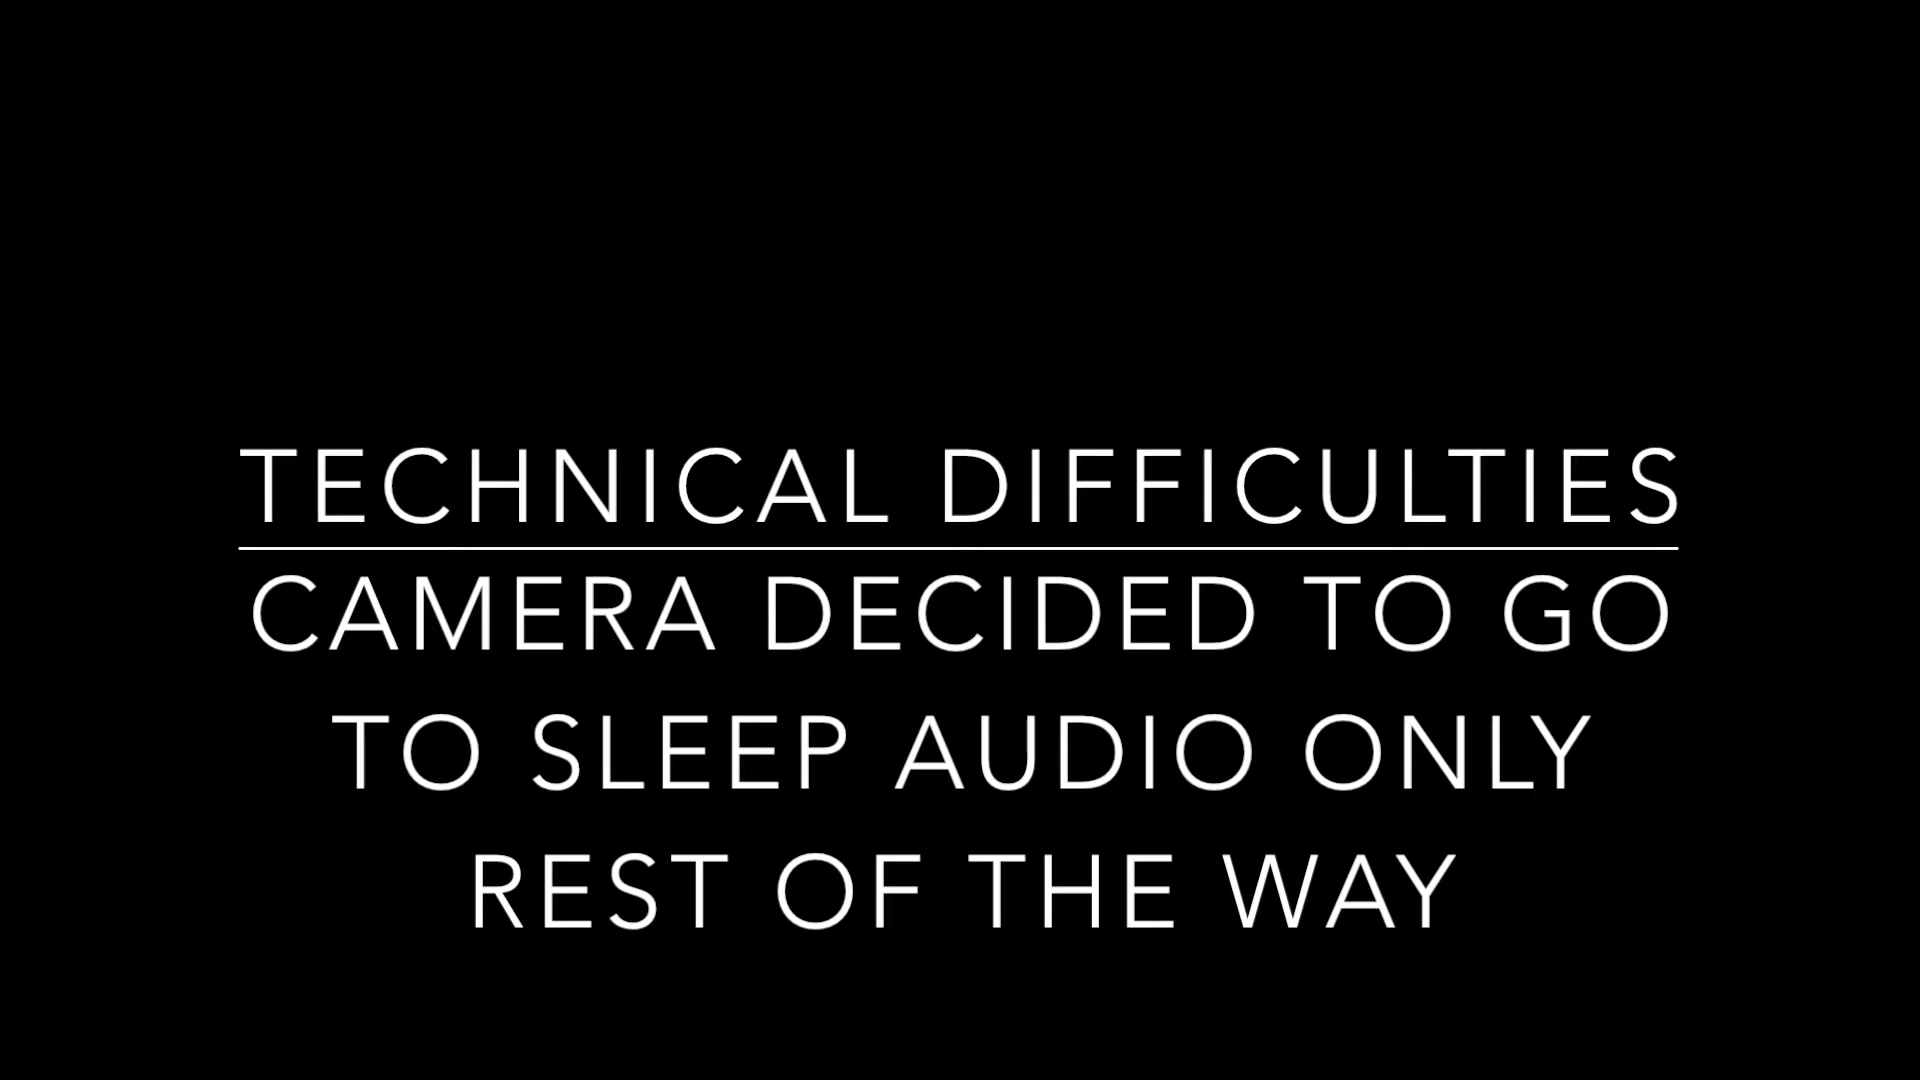 TECHNICAL DIFFICULTIES
CAMERA DECIDED TO GO
TO SLEEP AUDIO ONLY
REST OF THE WAY